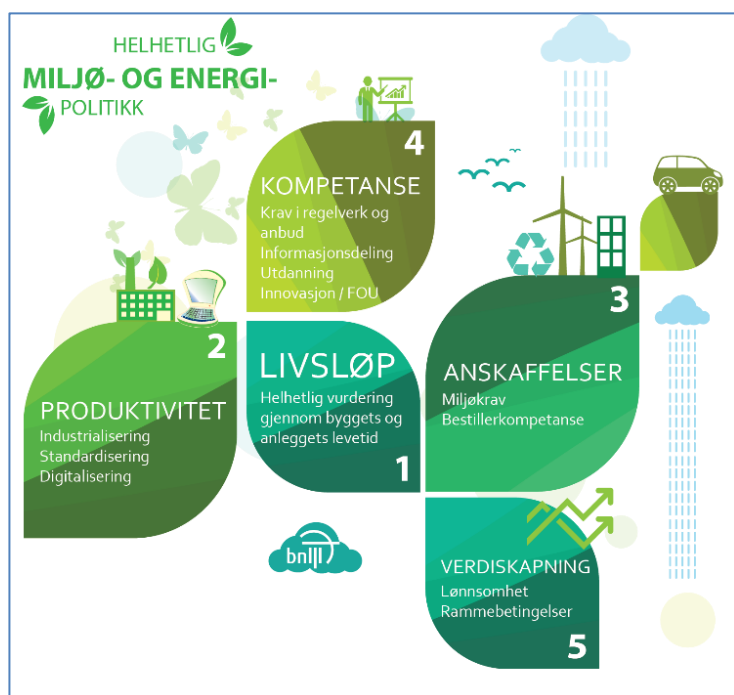 HELHETLIG
MILJØ- OG ENERGI-
POLITIKK
4
KOMPETANSE
Krav i regelverk og
anbud
Informasjonsdeling
Utdanning
Innovasjon / FOU
2
PRODUKTIVITET
Industrialisering
Standardisering
Digitalisering
LIVSLØP
Helhetlig vurdering
gjennom byggets og
anleggets levetid
1
3
ANSKAFFELSER
Miljøkrav
Bestillerkompetanse
bnl
VERDISKAPNING
Lønnsomhet
Rammebetingelser
5